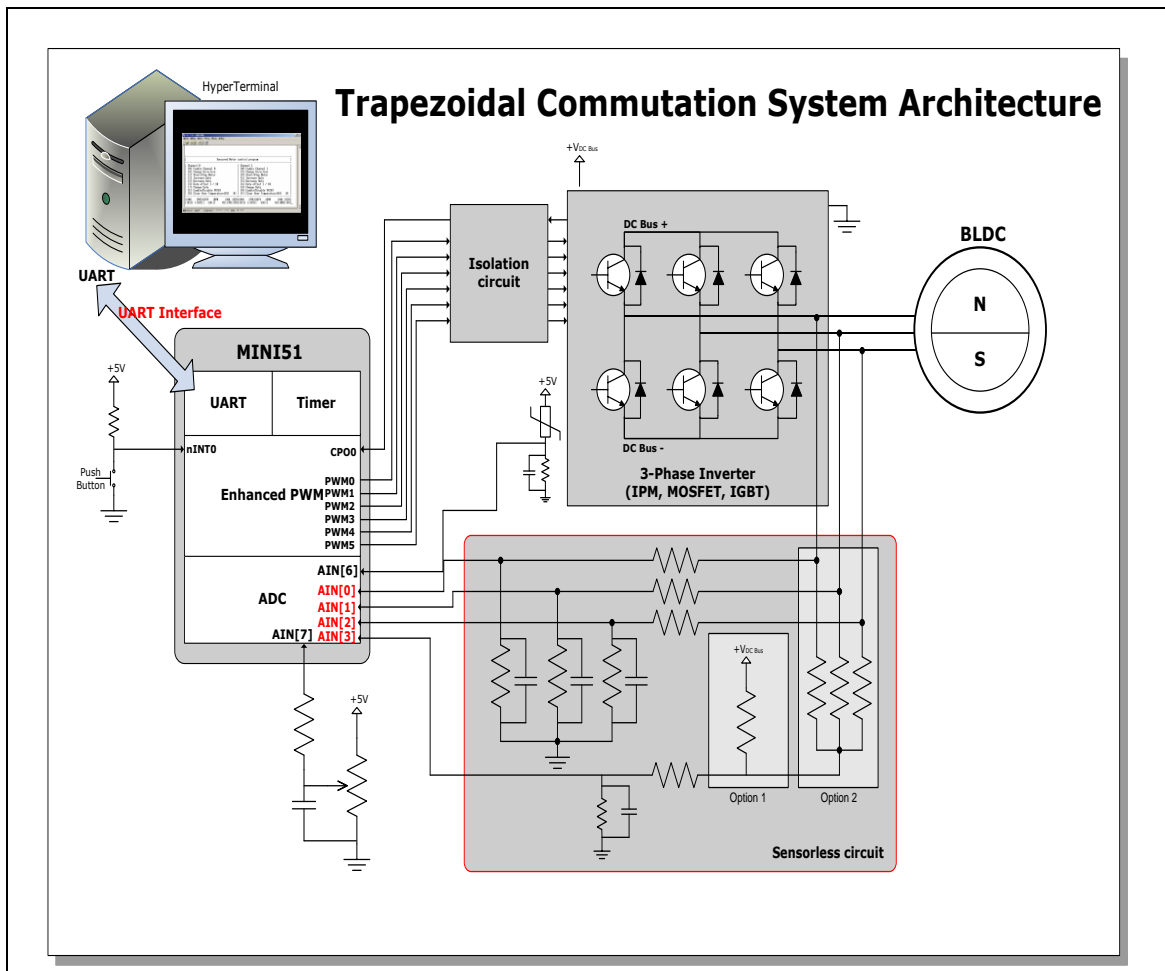 HyperTerminal
Trapezoidal Commutation System Architecture
+VDC Bus
DC Bus +
Isolation
circuit
BLDC
N
S
UART
UART Interface
MINI51
+5V
UART
Timer
+5V
nINT0
CPO0
DC Bus -
Push
Button
3-Phase Inverter
(IPM, MOSFET, IGBT)
Enhanced PWM
PWM0
PWM1
PWM2
PWM3
PWM4
PWM5
AIN[6]
ADC
AIN[0]
AIN[1]
AIN[2]
AIN[7]
AIN[3]
+VDC Bus
+5V
Option 1
Option 2
Sensorless circuit